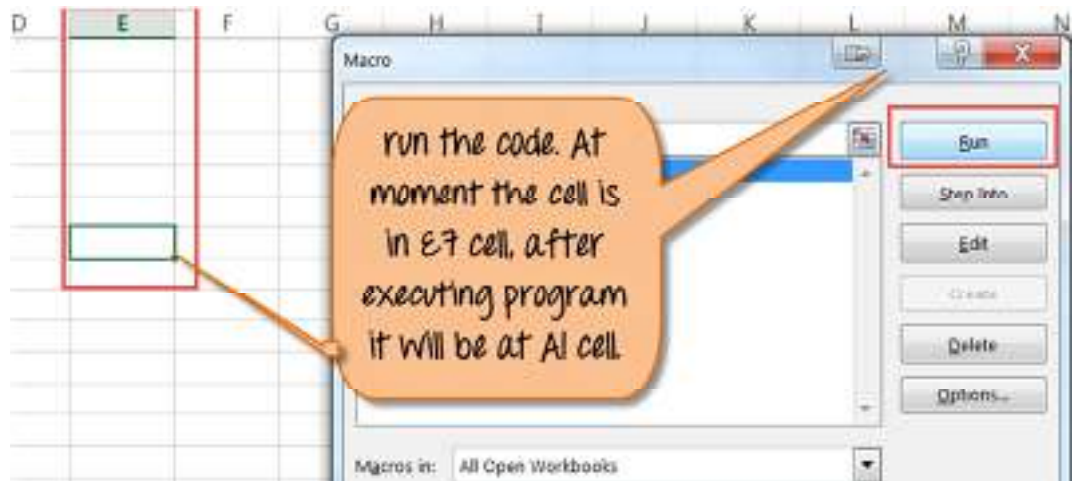 D E F G H I J K L M N
Macro
run the code. At
moment the cell is
in E7 cell, after
executing program
it will be at A1 cell.
Run
Step Into
Edit
Create
Delete
Options...
Macros in: All Open Workbooks